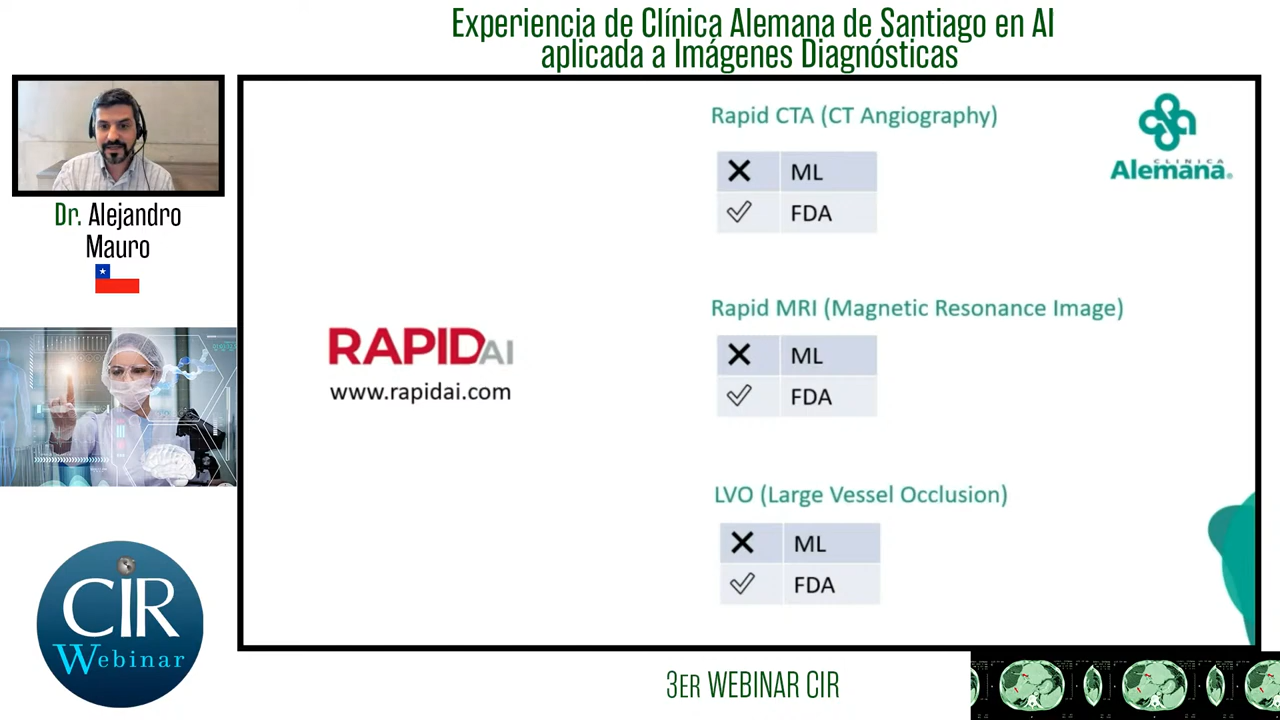 Experiencia de Clínica Alemana de Santiago en AI
aplicada a Imágenes Diagnósticas
Dr. Alejandro
Mauro
CIR
Webinar
RAPIDAI
www.rapidai.com
Rapid CTA (CT Angiography)
ML
FDA
Rapid MRI (Magnetic Resonance Image)
ML
FDA
LVO (Large Vessel Occlusion)
ML
FDA
CLINICA
Alemana®
3ER WEBINAR CIR